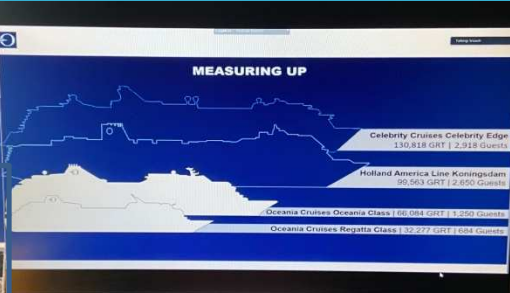 MEASURING UP
Celebrity Cruises Celebrity Edge
130,818 GRT | 2,918 Guests
Holland America Line Koningsdam
99,563 GRT | 2,650 Guests
Oceania Cruises Oceania Class | 66,084 GRT | 1,250 Guests
Oceania Cruises Regatta Class | 32,277 GRT | 684 Guests